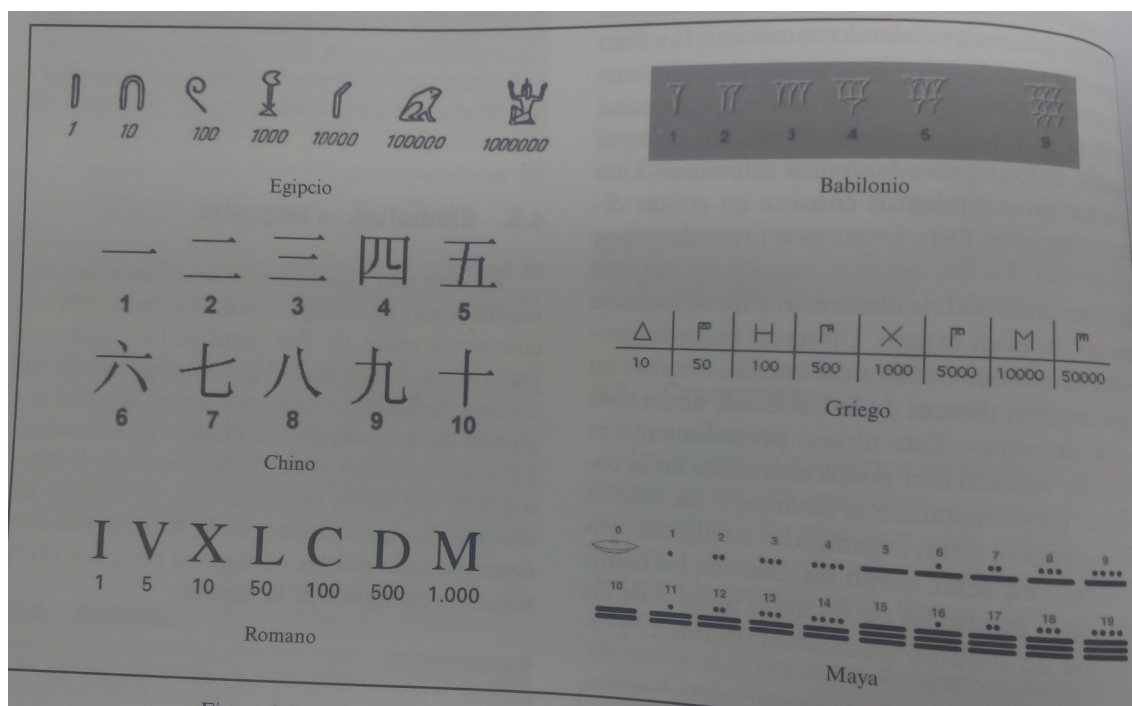 1 10 100 1000 10000 100000 1000000
Egipcio
一 二 三 四 五
1 2 3 4 5
六 七 八 九 十
6 7 8 9 10
Chino
I V X L C D M
1 5 10 50 100 500 1.000
Romano
1 2 3 4 5 9
Babilonio
Δ 𐅄 H 𐅅 X 𐅆 M 𐅇
10 50 100 500 1000 5000 10000 50000
Griego
0 1 2 3 4 5 6 7 8 9
10 11 12 13 14 15 16 17 18 19
Maya